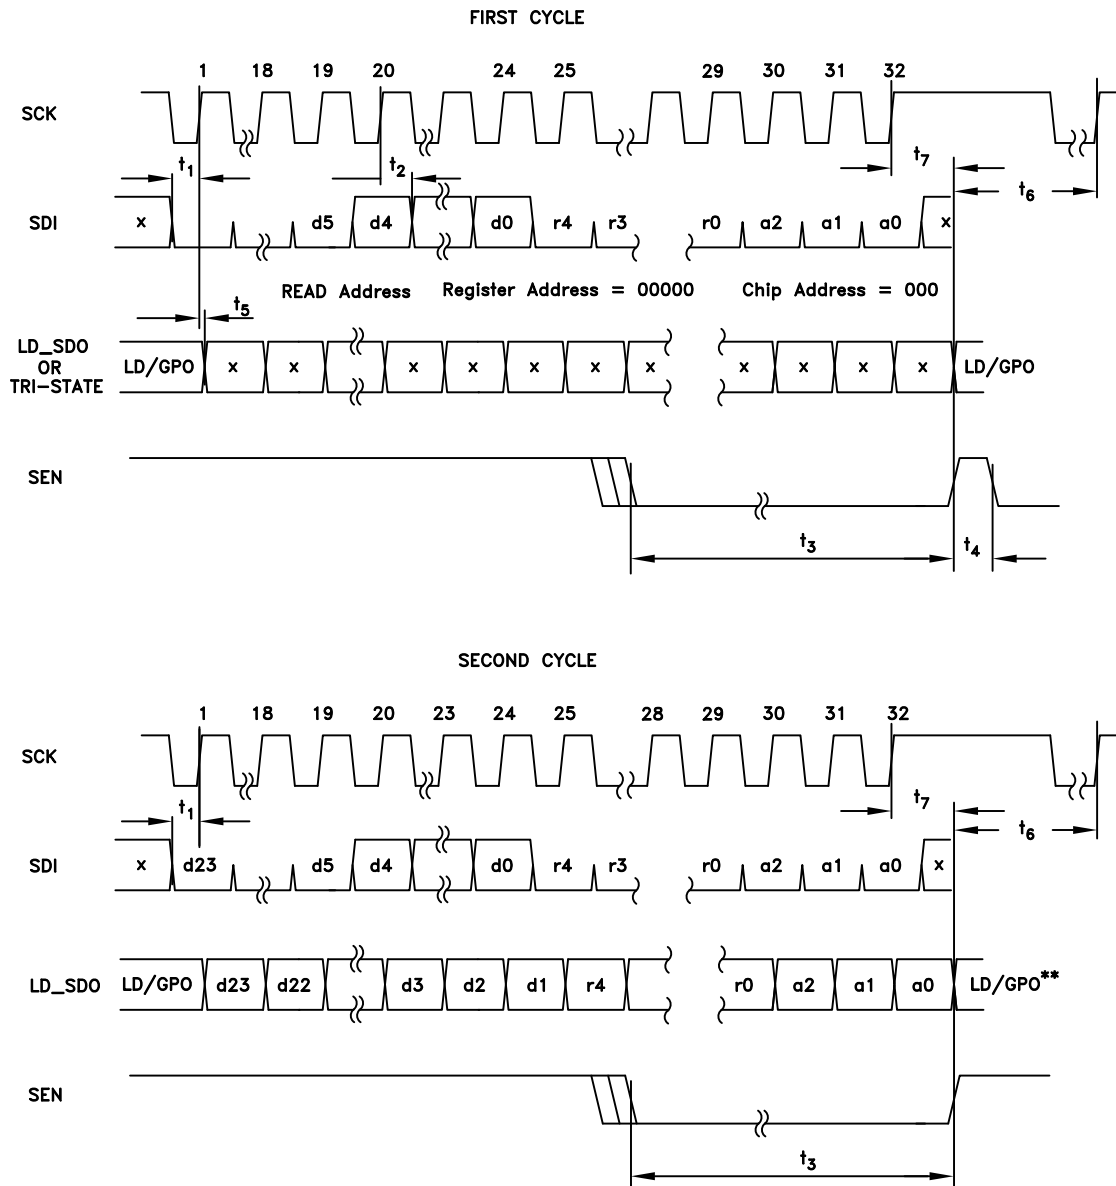 FIRST CYCLE
1 18 19 20 24 25 29 30 31 32
SCK
t1 t2 t7 t6
SDI x d5 d4 d0 r4 r3 r0 a2 a1 a0 x
READ Address Register Address = 00000 Chip Address = 000
t5
LD_SDO
OR
TRI-STATE
LD/GPO x x x x x x x x x x x LD/GPO
SEN
t3 t4
SECOND CYCLE
1 18 19 20 23 24 25 28 29 30 31 32
SCK
t1 t7 t6
SDI x d23 d5 d4 d0 r4 r3 r0 a2 a1 a0 x
LD_SDO LD/GPO d23 d22 d3 d2 d1 r4 r0 a2 a1 a0 LD/GPO**
SEN
t3